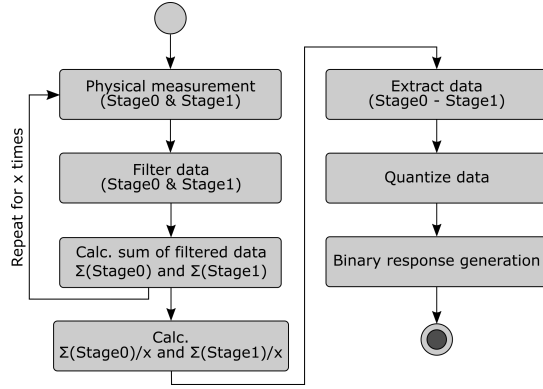 Repeat for x times
Physical measurement
(Stage0 & Stage1)
Filter data
(Stage0 & Stage1)
Calc. sum of filtered data
Σ(Stage0) and Σ(Stage1)
Calc.
Σ(Stage0)/x and Σ(Stage1)/x
Extract data
(Stage0 - Stage1)
Quantize data
Binary response generation